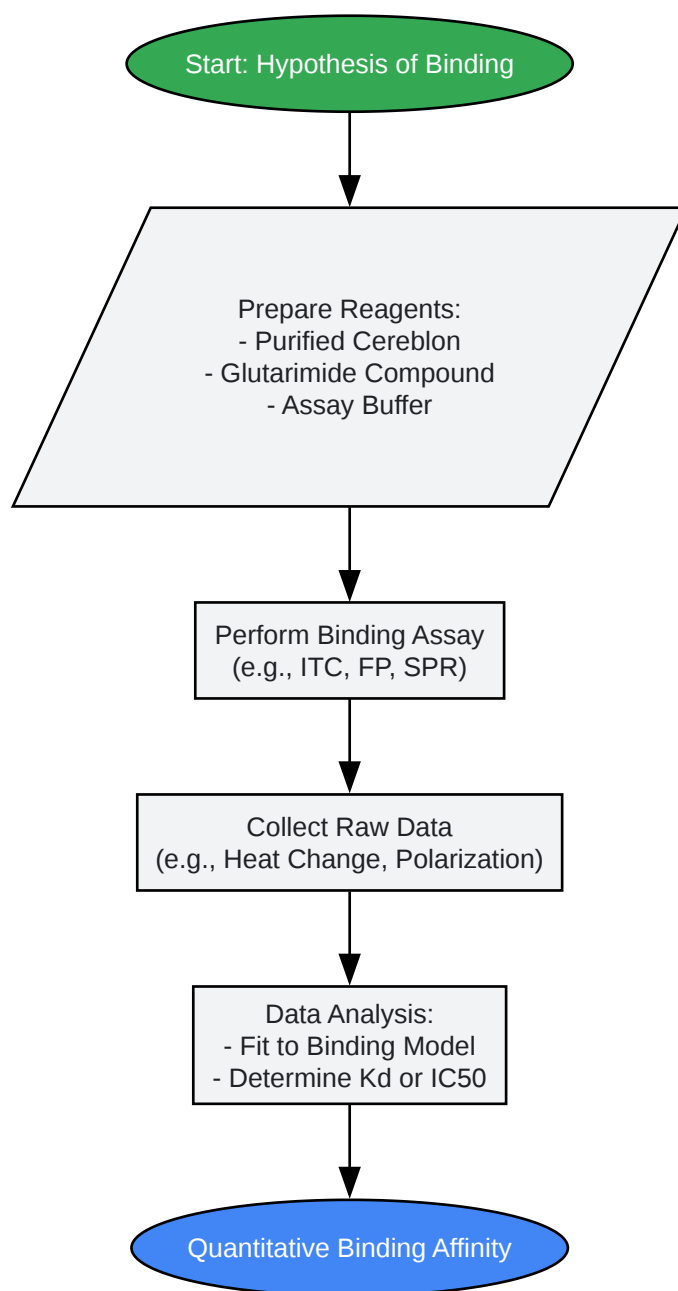 Start: Hypothesis of Binding
Prepare Reagents:
- Purified Cereblon
- Glutarimide Compound
- Assay Buffer
Perform Binding Assay
(e.g., ITC, FP, SPR)
Collect Raw Data
(e.g., Heat Change, Polarization)
Data Analysis:
- Fit to Binding Model
- Determine Kd or IC50
Quantitative Binding Affinity